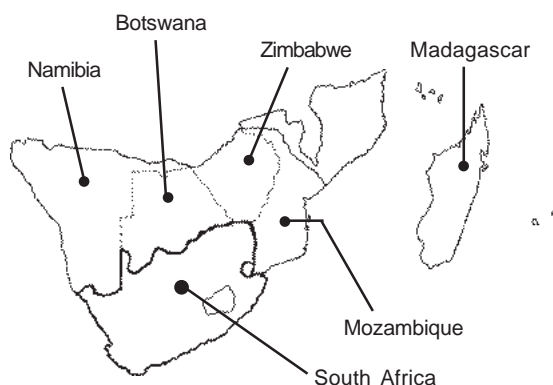 Botswana
Zimbabwe
Madagascar
Namibia
Mozambique
South Africa